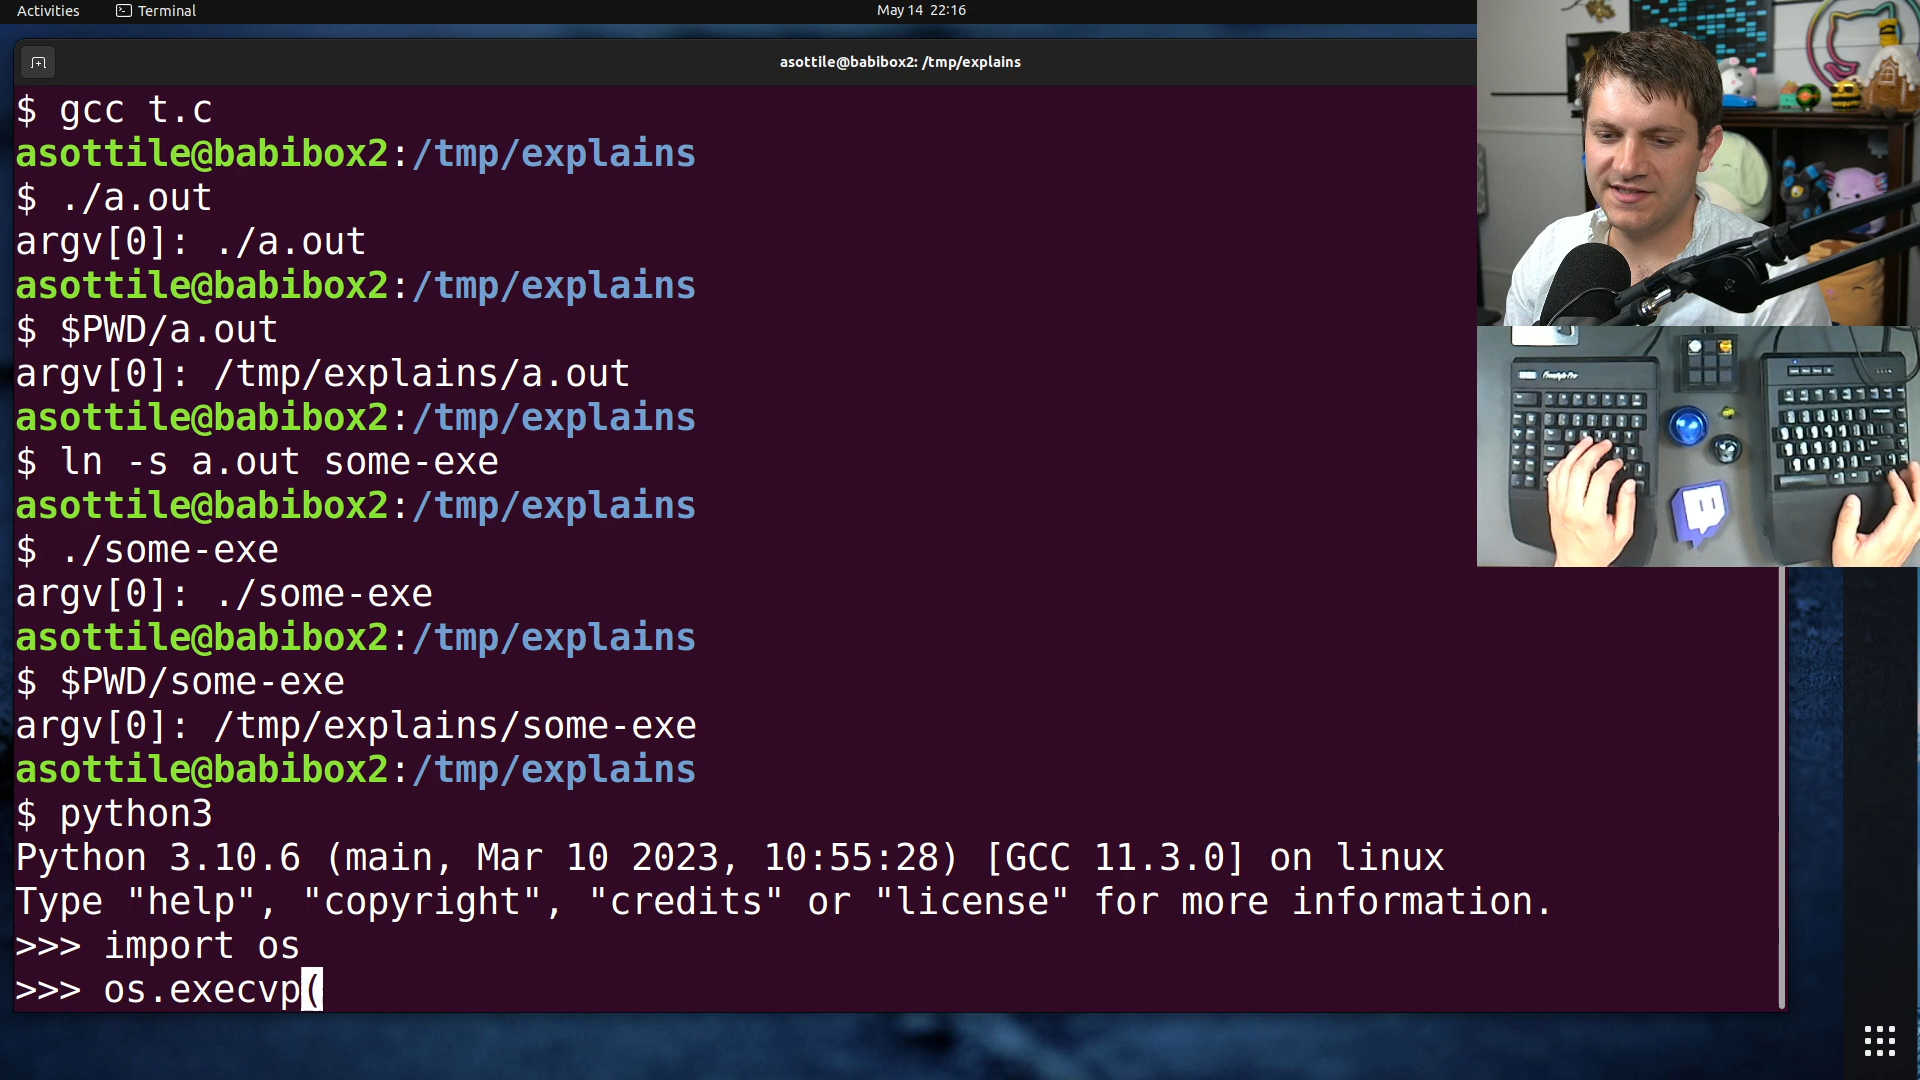 Activities
Terminal
May 14 22:16
asottile@babibox2: /tmp/explains
$ gcc t.c
asottile@babibox2:/tmp/explains
$ ./a.out
argv[0]: ./a.out
asottile@babibox2:/tmp/explains
$ $PWD/a.out
argv[0]: /tmp/explains/a.out
asottile@babibox2:/tmp/explains
$ ln -s a.out some-exe
asottile@babibox2:/tmp/explains
$ ./some-exe
argv[0]: ./some-exe
asottile@babibox2:/tmp/explains
$ $PWD/some-exe
argv[0]: /tmp/explains/some-exe
asottile@babibox2:/tmp/explains
$ python3
Python 3.10.6 (main, Mar 10 2023, 10:55:28) [GCC 11.3.0] on linux
Type "help", "copyright", "credits" or "license" for more information.
>>> import os
>>> os.execvp(